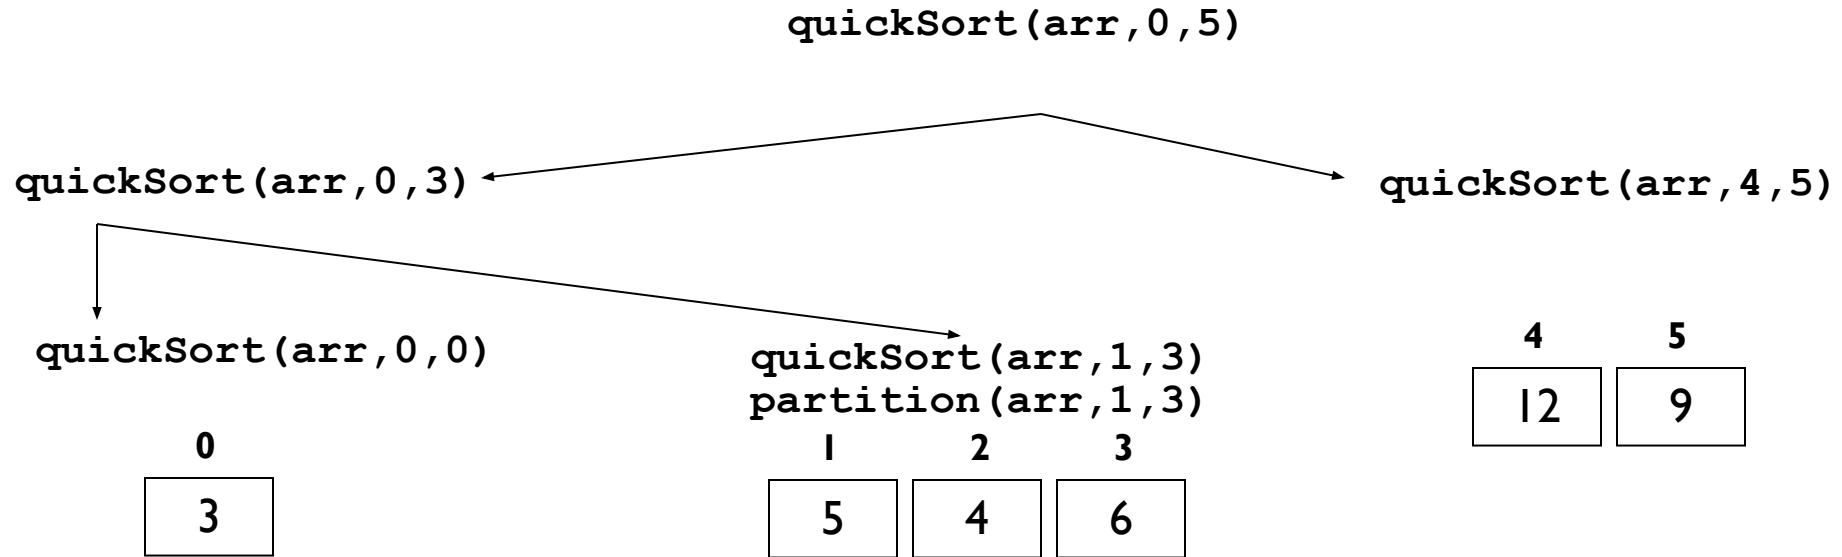 quickSort(arr,0,5)
quickSort(arr,0,3)
quickSort(arr,4,5)
quickSort(arr,0,0)
quickSort(arr,1,3)
partition(arr,1,3)
4 5
12 9
0
1 2 3
3
5 4 6